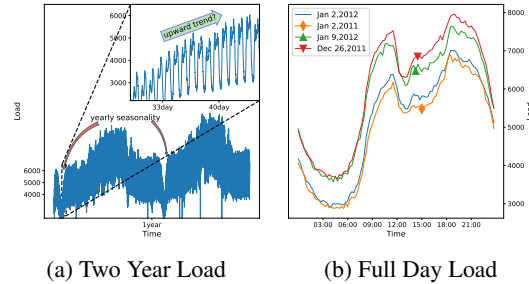 upward trend?
5000
3000
33day
40day
yearly seasonality
Load
6000
5000
4000
1year
Time
(a) Two Year Load
Jan 2,2012
Jan 2,2011
Jan 9,2012
Dec 26,2011
8000
7000
6000
5000
4000
3000
Load
03:00
06:00
09:00
12:00
15:00
18:00
21:00
Time
(b) Full Day Load